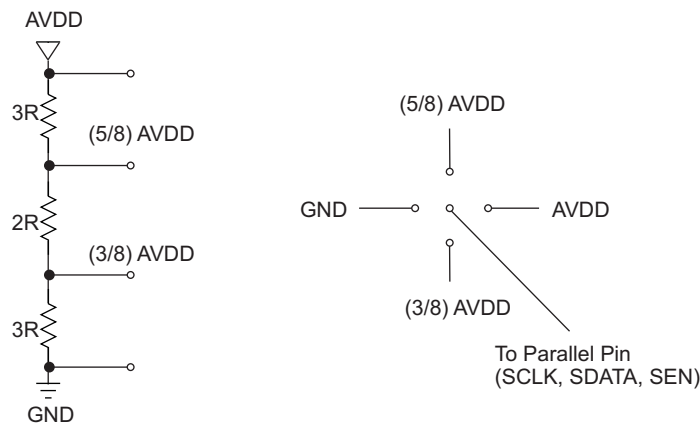 AVDD
3R
(5/8) AVDD
2R
(3/8) AVDD
3R
GND
(5/8) AVDD
GND
AVDD
(3/8) AVDD
To Parallel Pin
(SCLK, SDATA, SEN)